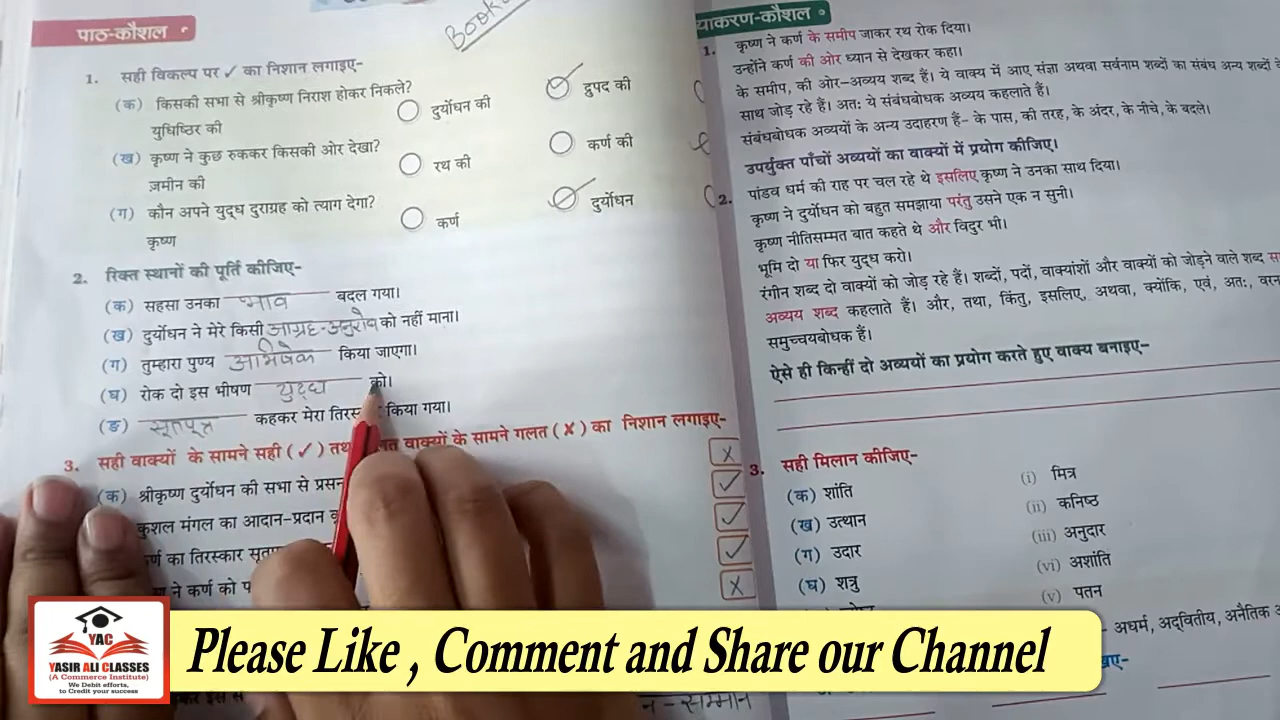 पाठ-कौशल
1. सही विकल्प पर ✓ का निशान लगाइए-
(क) किसकी सभा से श्रीकृष्ण निराश होकर निकले?
युधिष्ठिर की दुर्योधन की द्रुपद की
(ख) कृष्ण ने कुछ रुककर किसकी ओर देखा?
ज़मीन की रथ की कर्ण की
(ग) कौन अपने युद्ध दुराग्रह को त्याग देगा?
कृष्ण कर्ण दुर्योधन
2. रिक्त स्थानों की पूर्ति कीजिए-
(क) सहसा उनका भाव बदल गया।
(ख) दुर्योधन ने मेरे किसी आग्रह-अनुरोध को नहीं माना।
(ग) तुम्हारा पुण्य अभिषेक किया जाएगा।
(घ) रोक दो इस भीषण युद्ध को।
(ङ) सूतपुत्र कहकर मेरा किया गया।
3. सही वाक्यों के सामने सही (✓) वाक्यों के सामने गलत (X) का निशान लगाइए-
(क) श्रीकृष्ण दुर्योधन की सभा से X
कुशल मंगल का आदान-प्रदान ✓
का तिरस्कार ✓
ने कर्ण को ✓
X
व्याकरण-कौशल
1. कृष्ण ने कर्ण के समीप जाकर रथ रोक दिया।
उन्होंने कर्ण की ओर ध्यान से देखकर कहा।
के समीप, की ओर-अव्यय शब्द हैं। ये वाक्य में आए संज्ञा अथवा सर्वनाम शब्दों का संबंध अन्य शब्दों
साथ जोड़ रहे हैं। अतः ये संबंधबोधक अव्यय कहलाते हैं।
संबंधबोधक अव्ययों के अन्य उदाहरण हैं- के पास, की तरह, के अंदर, के नीचे, के बदले।
उपर्युक्त पाँचों अव्ययों का वाक्यों में प्रयोग कीजिए।
2. पांडव धर्म की राह पर चल रहे थे इसलिए कृष्ण ने उनका साथ दिया।
कृष्ण ने दुर्योधन को बहुत समझाया परंतु उसने एक न सुनी।
कृष्ण नीतिसम्मत बात कहते थे और विदुर भी।
भूमि दो या फिर युद्ध करो।
रंगीन शब्द दो वाक्यों को जोड़ रहे हैं। शब्दों, पदों, वाक्यांशों और वाक्यों को जोड़ने वाले शब्द
अव्यय शब्द कहलाते हैं। और, तथा, किंतु, इसलिए, अथवा, क्योंकि, एवं, अतः,
समुच्चयबोधक हैं।
ऐसे ही किन्हीं दो अव्ययों का प्रयोग करते हुए वाक्य बनाइए-
3. सही मिलान कीजिए-
(क) शांति (i) मित्र
(ख) उत्थान (ii) कनिष्ठ
(ग) उदार (iii) अनुदार
(घ) शत्रु (vi) अशांति
(v) पतन
अधर्म, अद्वितीय, अनैतिक
YAC
YASIR ALI CLASSES
(A Commerce Institute)
We Debit efforts,
to Credit your success
Please Like , Comment and Share our Channel